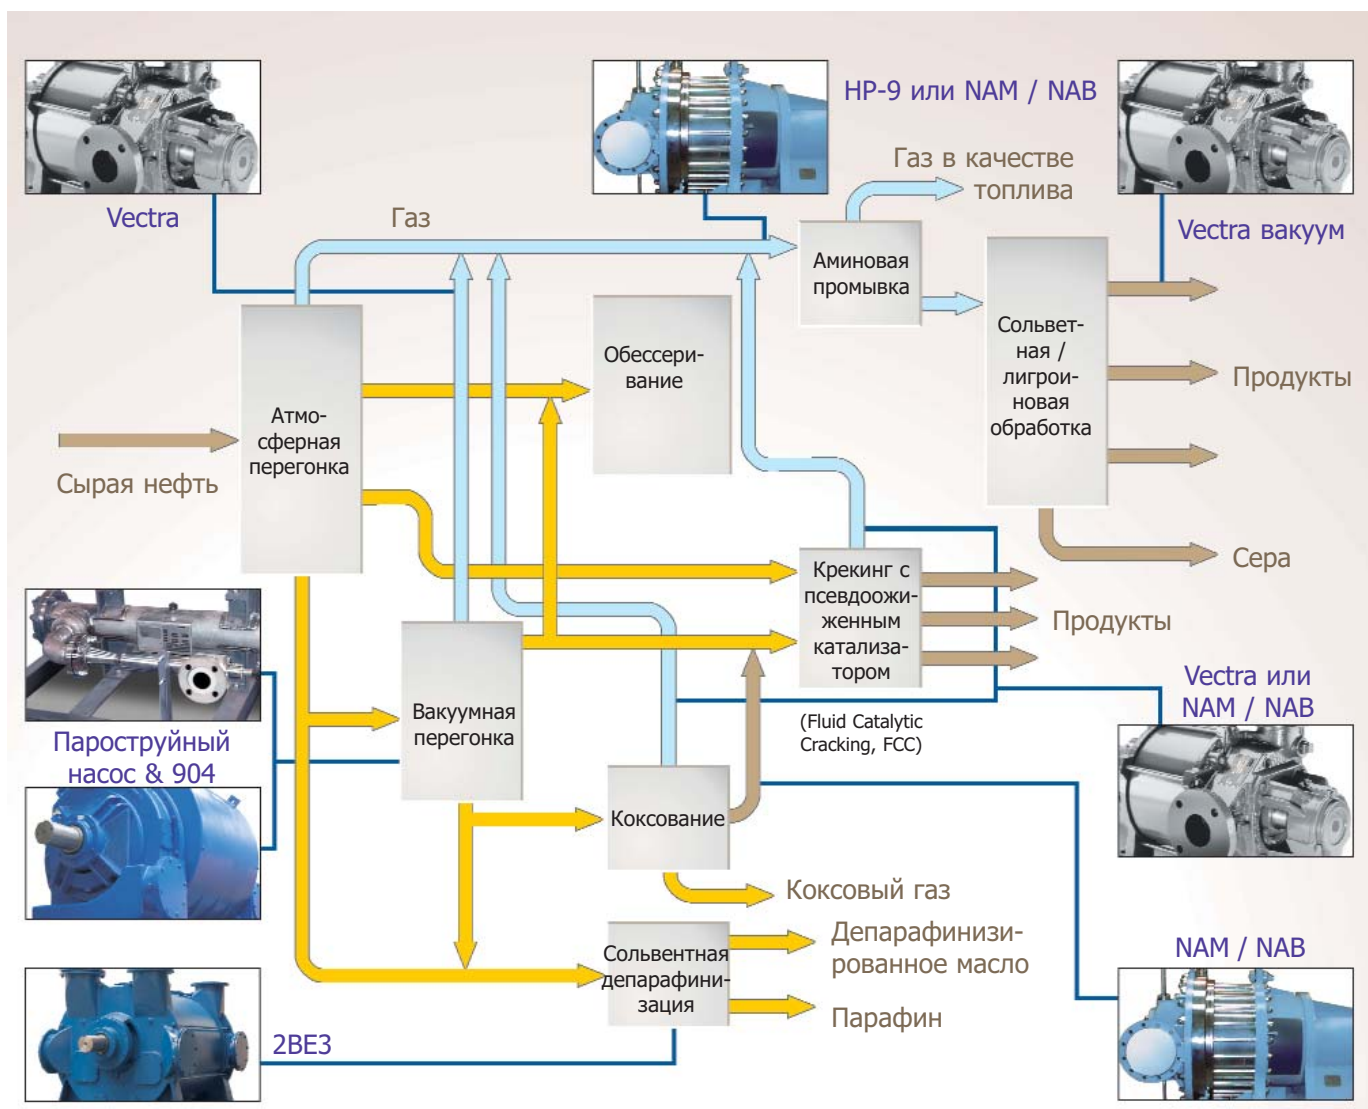 HP-9 или NAM / NAB
Vectra
Газ
Газ в качестве
топлива
Vectra вакуум
Аминовая
промывка
Обессери-
вание
Сольвет-
ная /
лигрои-
новая
обработка
Продукты
Атмо-
сферная
перегонка
Сырая нефть
Сера
Крекинг с
псевдоожи-
женным
катализа-
тором
Продукты
(Fluid Catalytic
Cracking, FCC)
Vectra или
NAM / NAB
Вакуумная
перегонка
Пароструйный
насос & 904
Коксование
Коксовый газ
Сольвентная
депарафини-
зация
Депарафинизи-
рованное масло
Парафин
NAM / NAB
2BE3